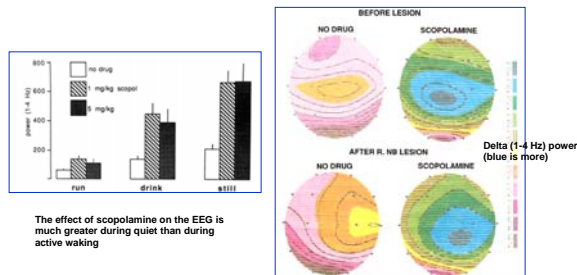 800
600
400
200
power (1-4 Hz)
no drug
1 mg/kg scopol
5 mg/kg
run
drink
still
The effect of scopolamine on the EEG is
much greater during quiet than during
active waking
BEFORE LESION
NO DRUG
SCOPOLAMINE
AFTER R. NB LESION
NO DRUG
SCOPOLAMINE
Delta (1-4 Hz) power
(blue is more)